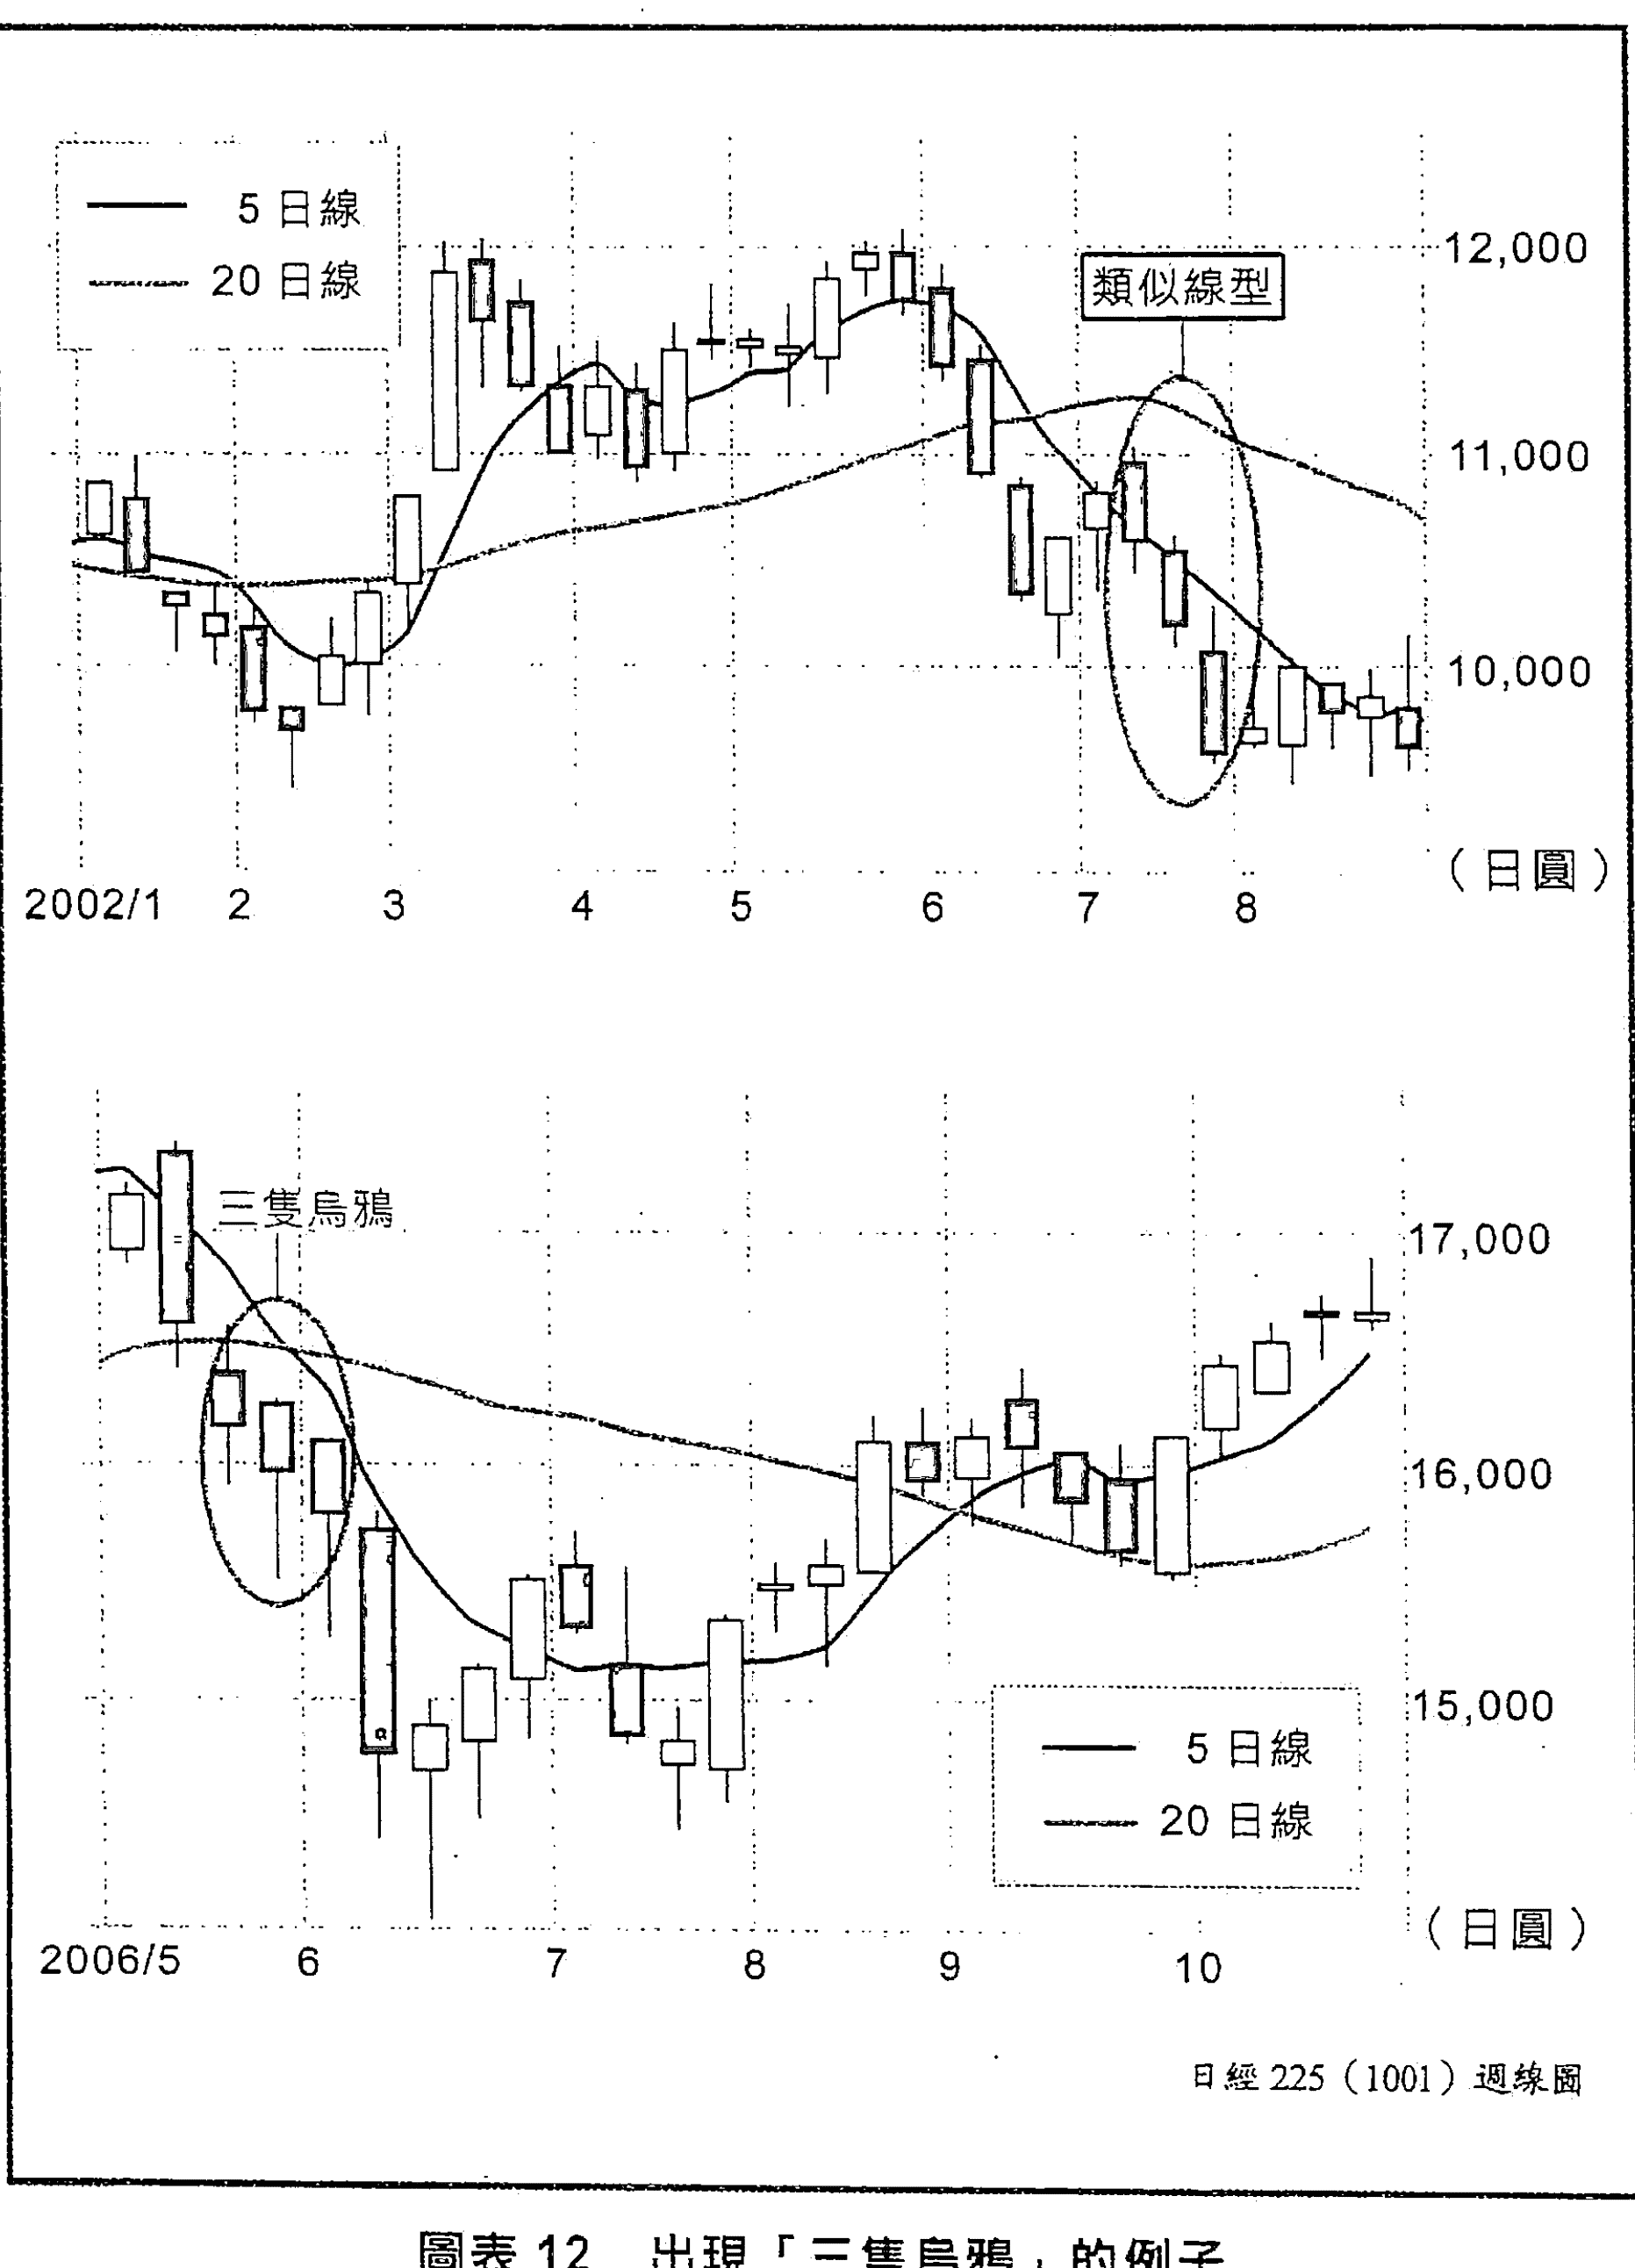 5 日線
20 日線
12,000
類似線型
11,000
10,000
（日圓）
2002/1 2 3 4 5 6 7 8
三隻烏鴉
17,000
16,000
15,000
5 日線
20 日線
（日圓）
2006/5 6 7 8 9 10
日經 225（1001）週線圖
圖表 12 出現「三隻烏鴉」的例子